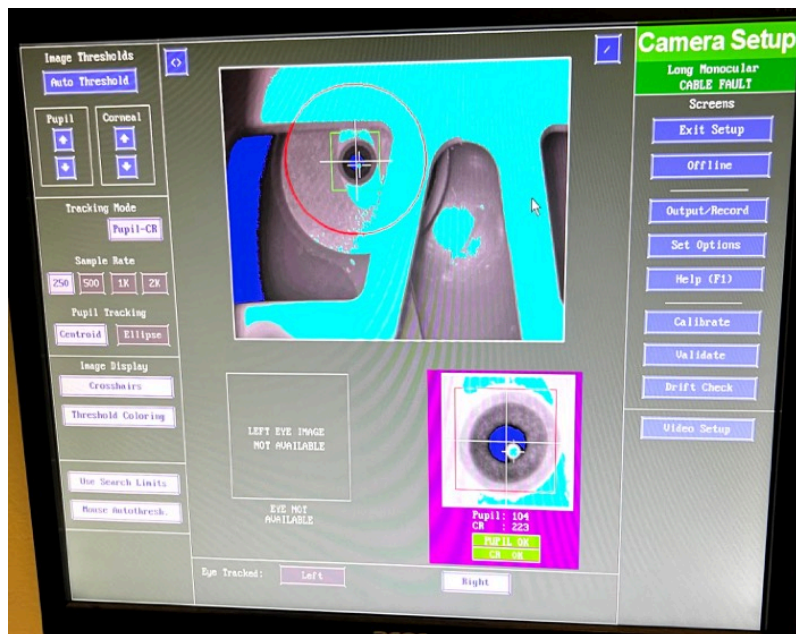 Image Thresholds
Auto Threshold
Pupil
Corneal
Tracking Mode
Pupil-CR
Sample Rate
250
500
1K
2K
Pupil Tracking
Centroid
Ellipse
Image Display
Crosshairs
Threshold Coloring
Use Search Limits
Mouse Autothresh.
<>
/
LEFT EYE IMAGE
NOT AVAILABLE
EYE NOT
AVAILABLE
Pupil: 104
CR : 223
PUPIL OK
CR OK
Eye Tracked:
Left
Right
Camera Setup
Long Monocular
CABLE FAULT
Screens
Exit Setup
Offline
Output/Record
Set Options
Help (F1)
Calibrate
Validate
Drift Check
Video Setup